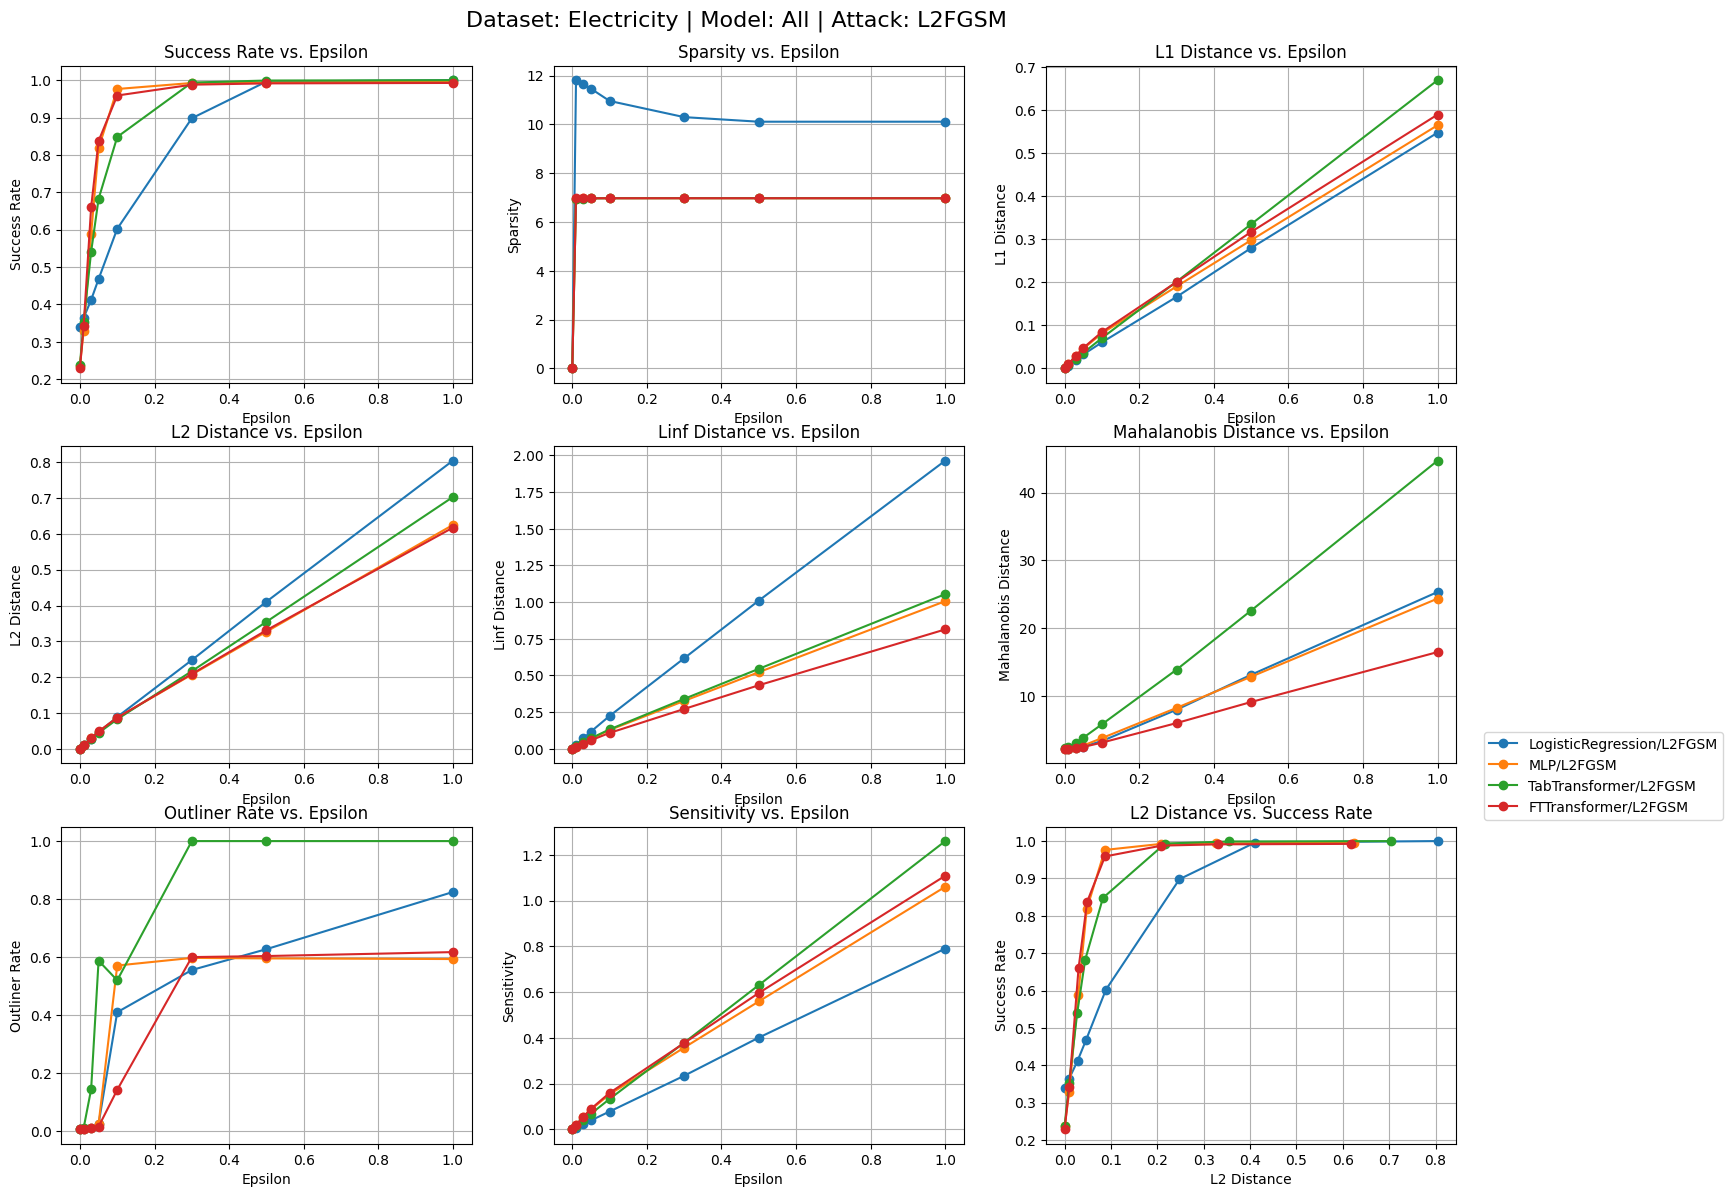 Dataset: Electricity | Model: All | Attack: L2FGSM
Success Rate vs. Epsilon
Success Rate
1.0
0.9
0.8
0.7
0.6
0.5
0.4
0.3
0.2
0.0 0.2 0.4 0.6 0.8 1.0
Epsilon
Sparsity vs. Epsilon
Sparsity
12
10
8
6
4
2
0
0.0 0.2 0.4 0.6 0.8 1.0
Epsilon
L1 Distance vs. Epsilon
L1 Distance
0.7
0.6
0.5
0.4
0.3
0.2
0.1
0.0
0.0 0.2 0.4 0.6 0.8 1.0
Epsilon
L2 Distance vs. Epsilon
L2 Distance
0.8
0.7
0.6
0.5
0.4
0.3
0.2
0.1
0.0
0.0 0.2 0.4 0.6 0.8 1.0
Epsilon
Linf Distance vs. Epsilon
Linf Distance
2.00
1.75
1.50
1.25
1.00
0.75
0.50
0.25
0.00
0.0 0.2 0.4 0.6 0.8 1.0
Epsilon
Mahalanobis Distance vs. Epsilon
Mahalanobis Distance
40
30
20
10
0.0 0.2 0.4 0.6 0.8 1.0
Epsilon
LogisticRegression/L2FGSM
MLP/L2FGSM
TabTransformer/L2FGSM
FTTransformer/L2FGSM
Outliner Rate vs. Epsilon
Outliner Rate
1.0
0.8
0.6
0.4
0.2
0.0
0.0 0.2 0.4 0.6 0.8 1.0
Epsilon
Sensitivity vs. Epsilon
Sensitivity
1.2
1.0
0.8
0.6
0.4
0.2
0.0
0.0 0.2 0.4 0.6 0.8 1.0
Epsilon
L2 Distance vs. Success Rate
Success Rate
1.0
0.9
0.8
0.7
0.6
0.5
0.4
0.3
0.2
0.0 0.1 0.2 0.3 0.4 0.5 0.6 0.7 0.8
L2 Distance